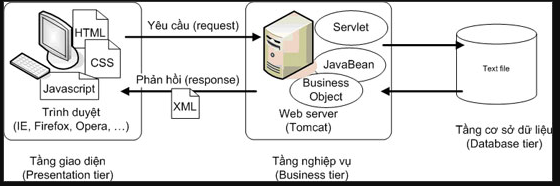 HTML
CSS
Javascript
Trình duyệt
(IE, Firefox, Opera, ...)
Yêu cầu (request)
Phản hồi (response)
XML
Servlet
JavaBean
Business
Object
Web server
(Tomcat)
Text file
Tầng cơ sở dữ liệu
(Database tier)
Tầng giao diện
(Presentation tier)
Tầng nghiệp vụ
(Business tier)